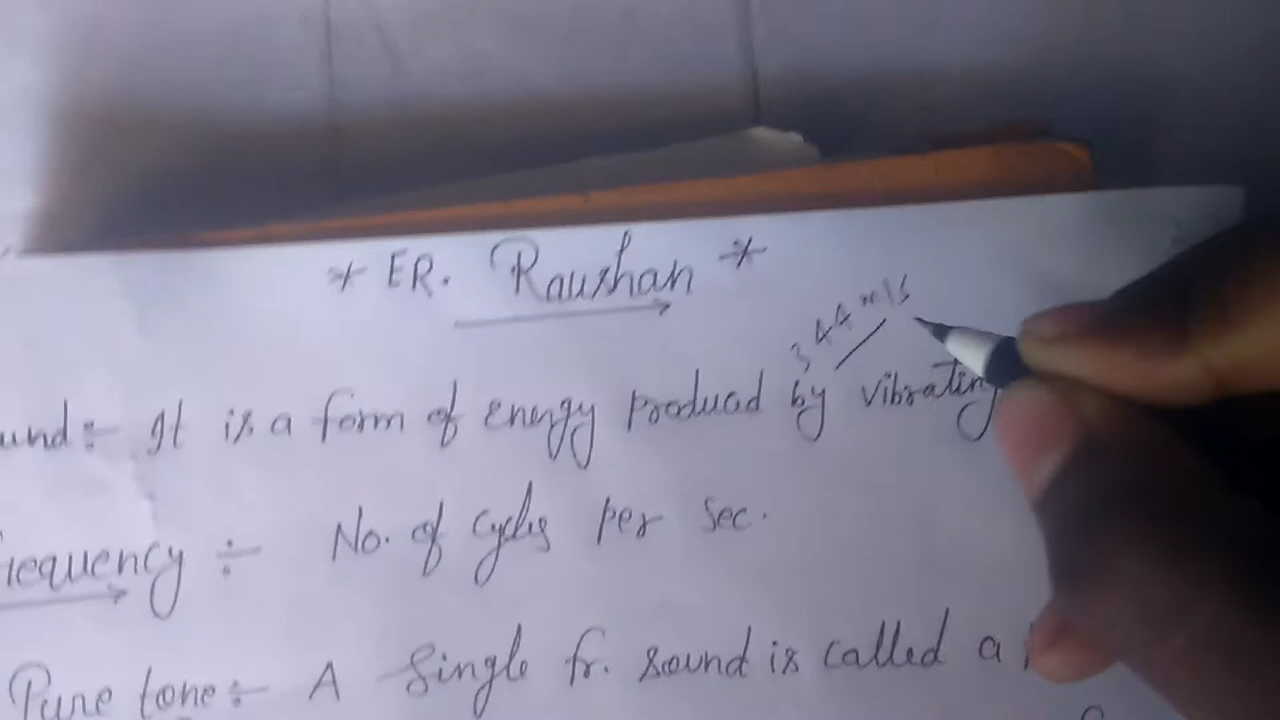 * ER. Raushan *
344 m/s
und:- It is a form of energy produced by vibrating
requency ÷ No. of cycles per sec.
Pure tone:- A Single fr. sound is called a